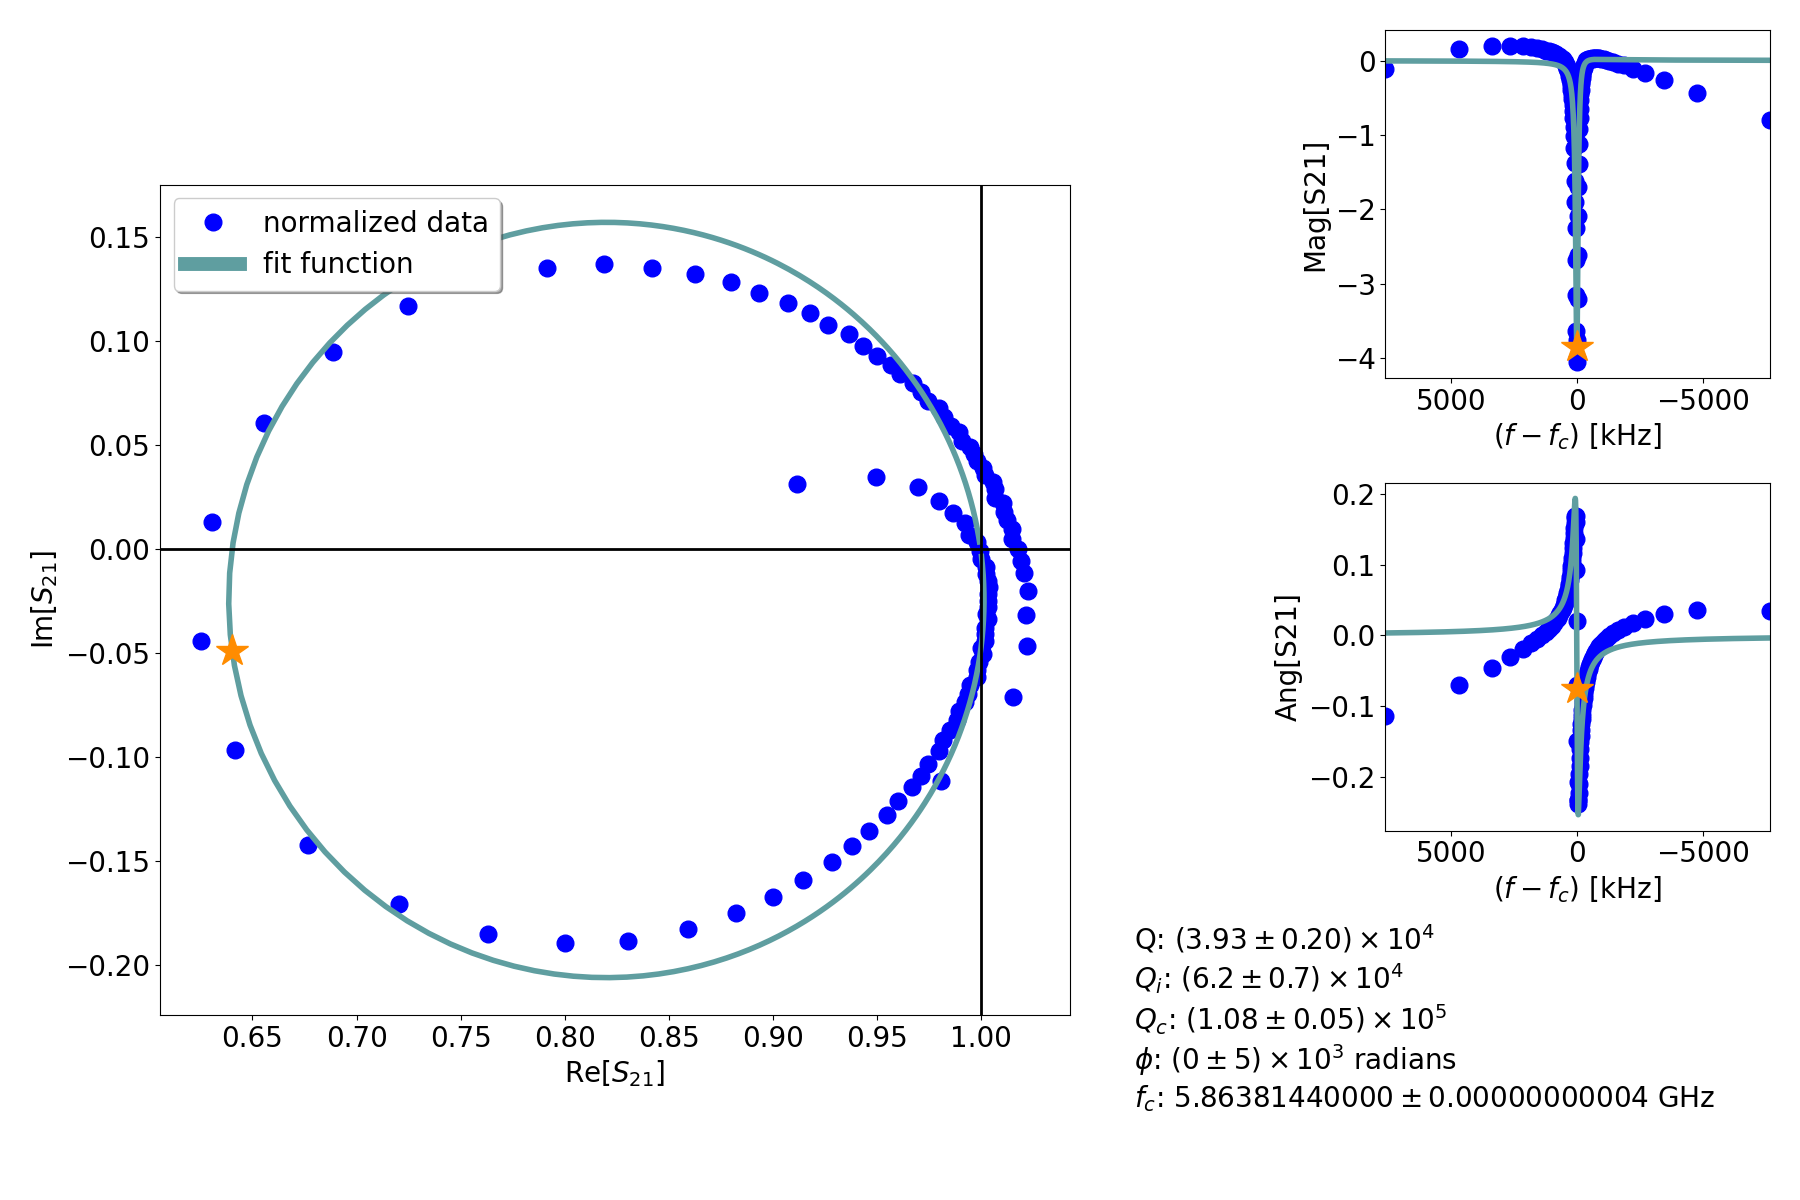 normalized data
fit function
0.15
0.10
0.05
0.00
−0.05
−0.10
−0.15
−0.20
Im[S21]
0.65 0.70 0.75 0.80 0.85 0.90 0.95 1.00
Re[S21]
0
−1
−2
−3
−4
Mag[S21]
5000 0 −5000
(f − fc) [kHz]
0.2
0.1
0.0
−0.1
−0.2
Ang[S21]
5000 0 −5000
(f − fc) [kHz]
Q: (3.93 ± 0.20) × 10^4
Qi: (6.2 ± 0.7) × 10^4
Qc: (1.08 ± 0.05) × 10^5
ϕ: (0 ± 5) × 10^3 radians
fc: 5.86381440000 ± 0.00000000004 GHz